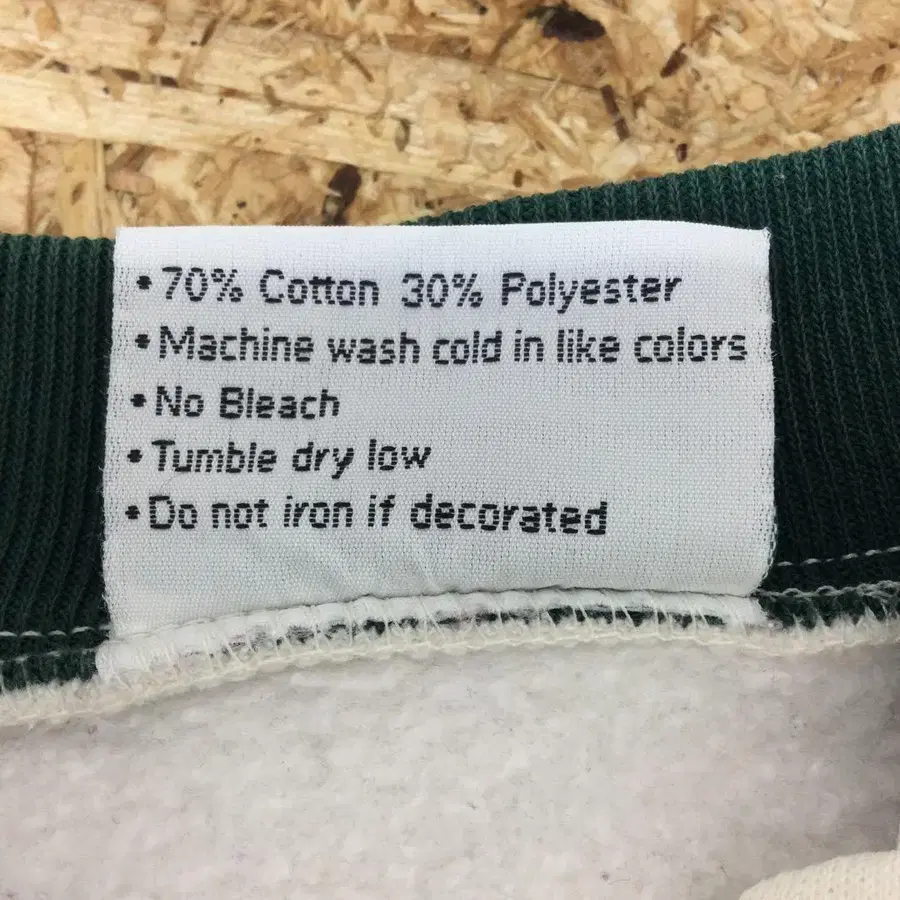 •70% Cotton 30% Polyester
•Machine wash cold in like colors
•No Bleach
•Tumble dry low
•Do not iron if decorated